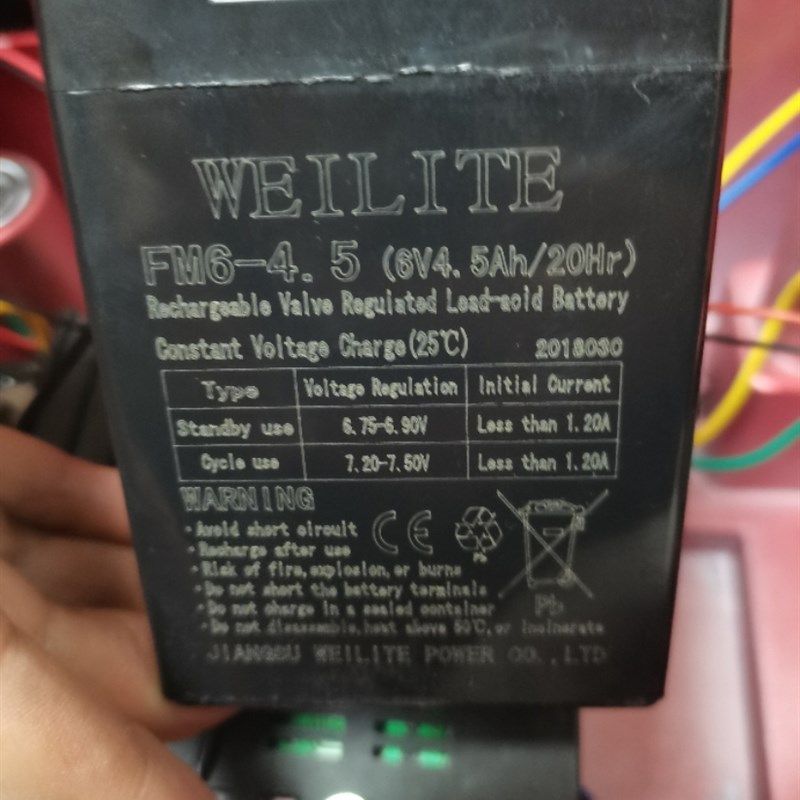 WEILITE
FM6-4.5 (6V4.5Ah/20Hr)
Rechargeable Valve Regulated Lead-acid Battery
Constant Voltage Charge(25℃) 2018030
Type Voltage Regulation Initial Current
Standby use 6.75-6.90V Less than 1.20A
Cycle use 7.20-7.50V Less than 1.20A
WARNING
· Avoid short circuit
· Recharge after use
· Risk of fire, explosion, or burns
· Do not short the battery terminals
· Do not charge in a sealed container
· Do not disassemble, heat above 50℃, or incinerate
CE
Pb
Pb
JIANGSU WEILITE POWER CO., LTD